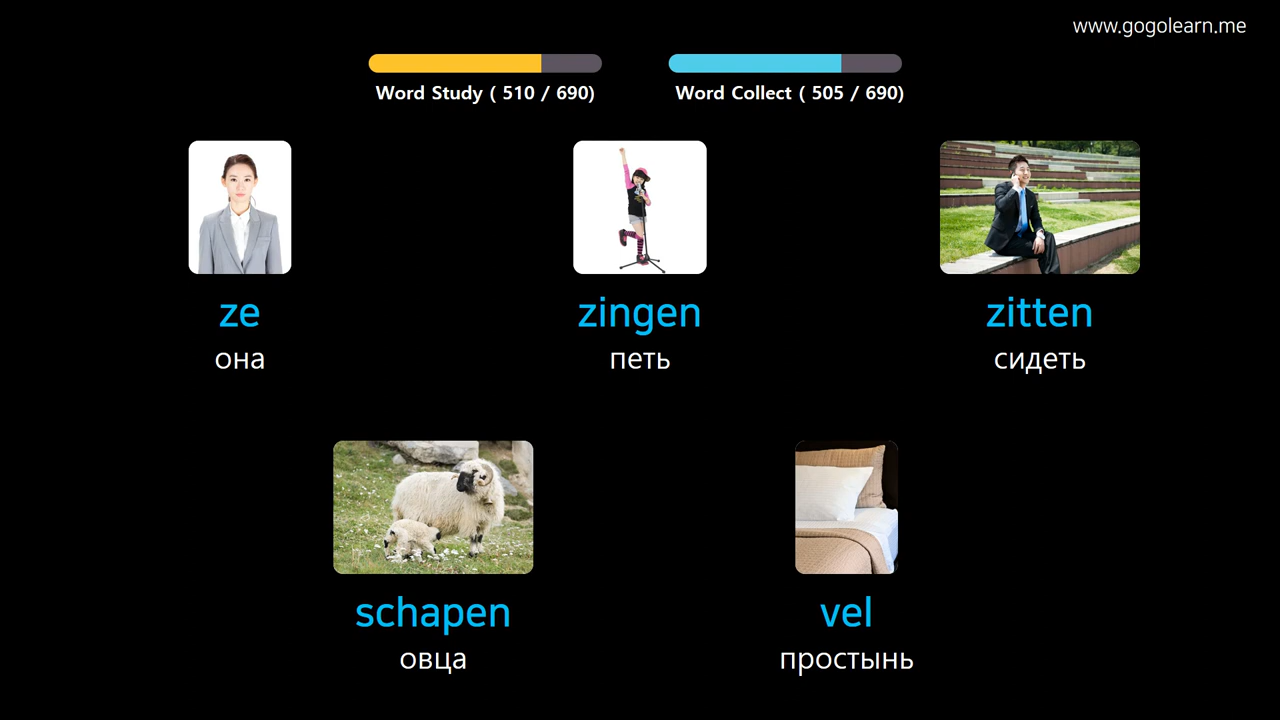 www.gogolearn.me
Word Study ( 510 / 690)
Word Collect ( 505 / 690)
ze
она
zingen
петь
zitten
сидеть
schapen
овца
vel
простынь